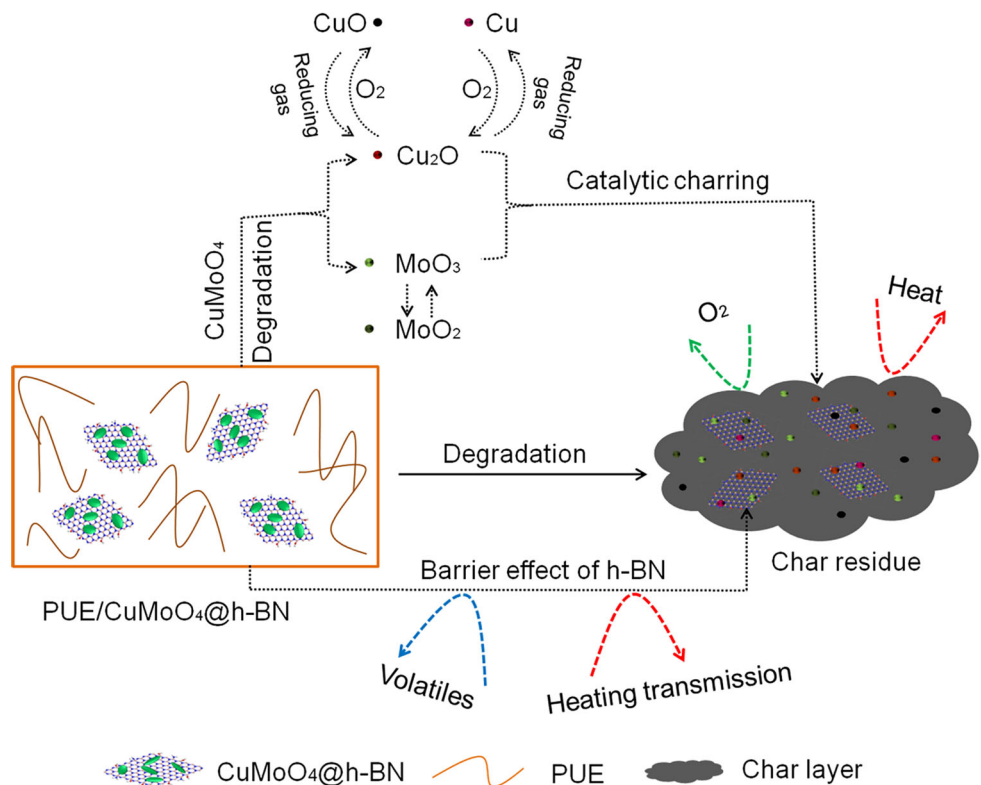 CuO
Cu
Reducing
gas
O₂
O₂
Reducing
gas
Cu₂O
Catalytic charring
CuMoO₄
Degradation
MoO₃
MoO₂
O₂
Heat
Degradation
Barrier effect of h-BN
Char residue
PUE/CuMoO₄@h-BN
Volatiles
Heating transmission
CuMoO₄@h-BN
PUE
Char layer